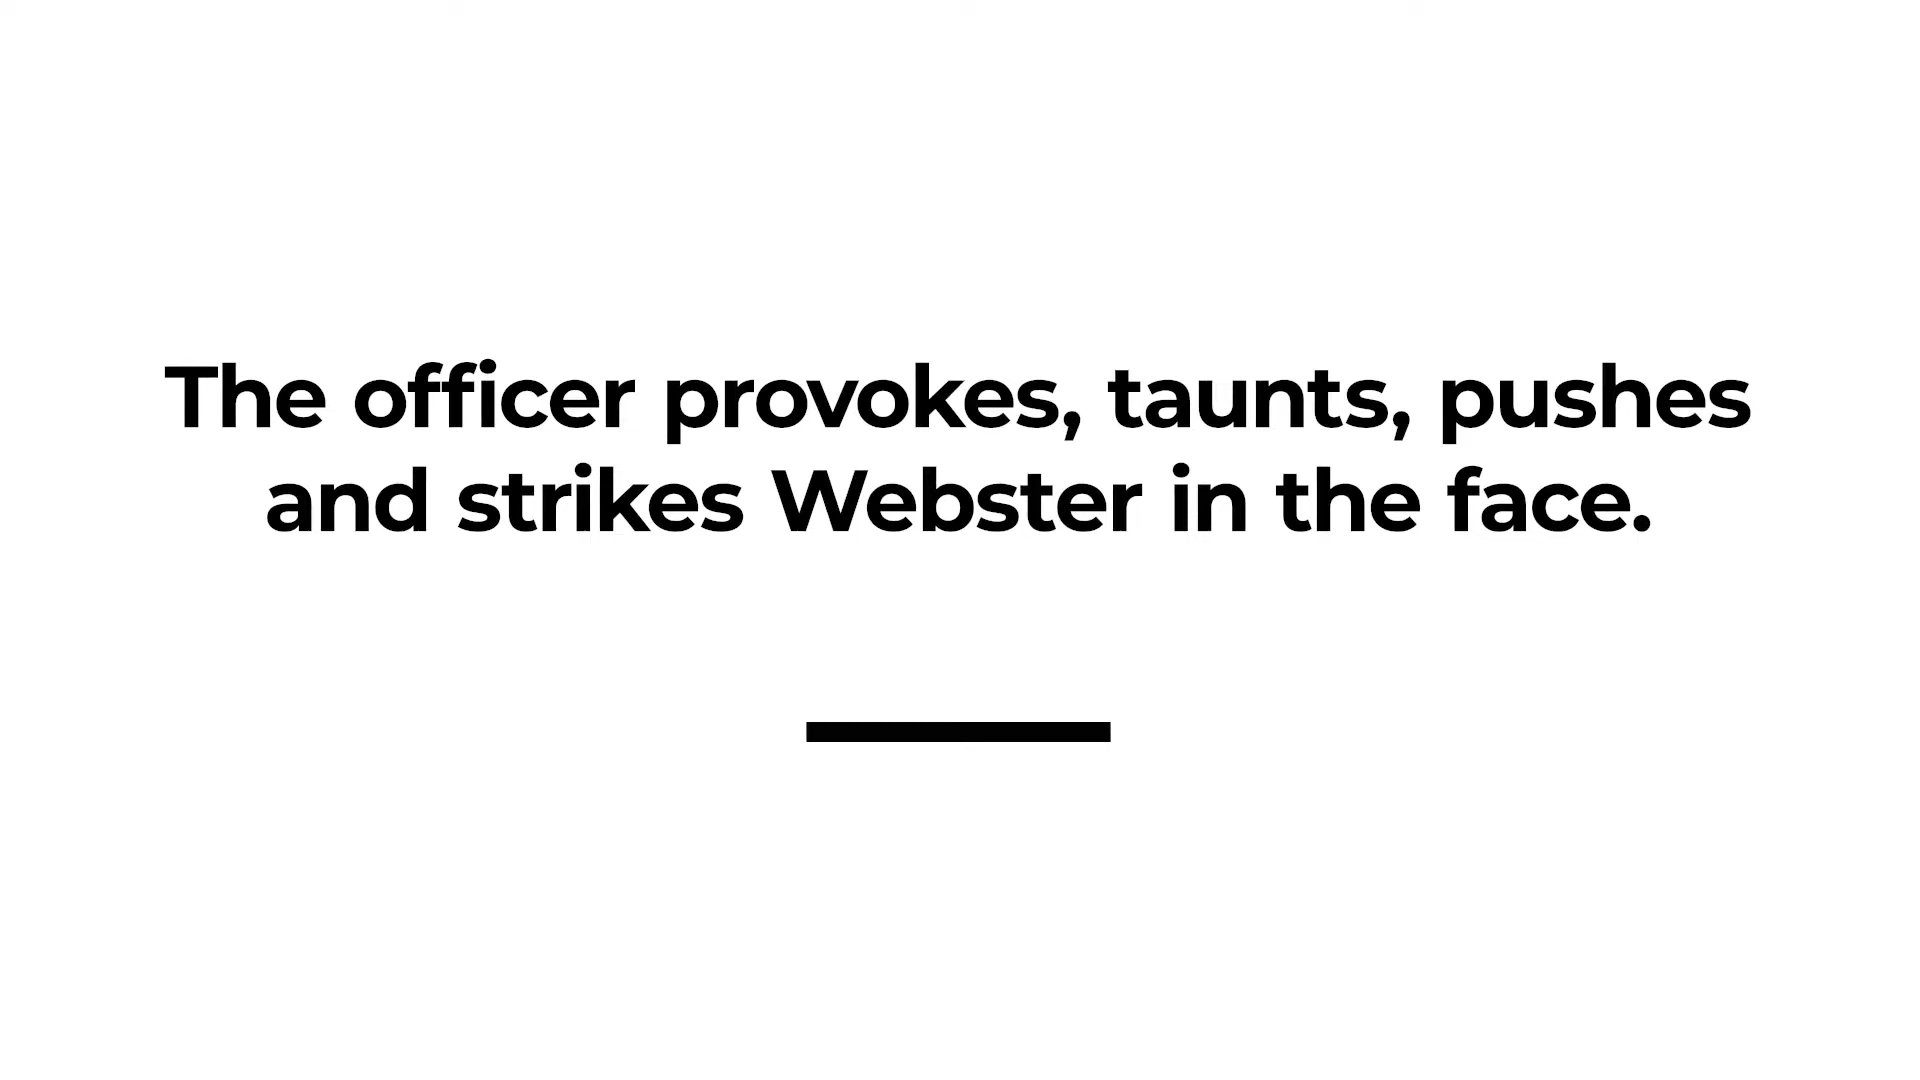 The officer provokes, taunts, pushes
and strikes Webster in the face.